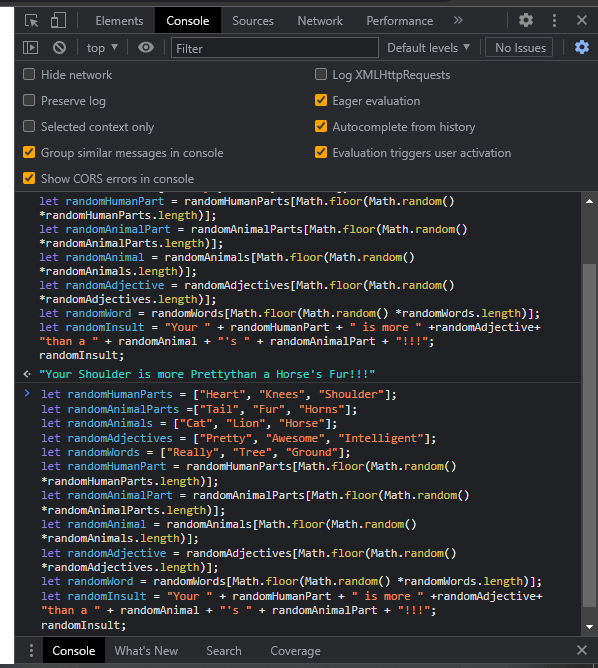 Elements Console Sources Network Performance »
top ▼ Filter Default levels ▼ No Issues
Hide network Log XMLHttpRequests
Preserve log Eager evaluation
Selected context only Autocomplete from history
Group similar messages in console Evaluation triggers user activation
Show CORS errors in console
let randomHumanPart = randomHumanParts[Math.floor(Math.random()
*randomHumanParts.length)];
let randomAnimalPart = randomAnimalParts[Math.floor(Math.random()
*randomAnimalParts.length)];
let randomAnimal = randomAnimals[Math.floor(Math.random()
*randomAnimals.length)];
let randomAdjective = randomAdjectives[Math.floor(Math.random()
*randomAdjectives.length)];
let randomWord = randomWords[Math.floor(Math.random() *randomWords.length)];
let randomInsult = "Your " + randomHumanPart + " is more " +randomAdjective+
"than a " + randomAnimal + "'s " + randomAnimalPart + "!!!";
randomInsult;
"Your Shoulder is more Prettythan a Horse's Fur!!!"
let randomHumanParts = ["Heart", "Knees", "Shoulder"];
let randomAnimalParts =["Tail", "Fur", "Horns"];
let randomAnimals = ["Cat", "Lion", "Horse"];
let randomAdjectives = ["Pretty", "Awesome", "Intelligent"];
let randomWords = ["Really", "Tree", "Ground"];
let randomHumanPart = randomHumanParts[Math.floor(Math.random()
*randomHumanParts.length)];
let randomAnimalPart = randomAnimalParts[Math.floor(Math.random()
*randomAnimalParts.length)];
let randomAnimal = randomAnimals[Math.floor(Math.random()
*randomAnimals.length)];
let randomAdjective = randomAdjectives[Math.floor(Math.random()
*randomAdjectives.length)];
let randomWord = randomWords[Math.floor(Math.random() *randomWords.length)];
let randomInsult = "Your " + randomHumanPart + " is more " +randomAdjective+
"than a " + randomAnimal + "'s " + randomAnimalPart + "!!!";
randomInsult;
Console What's New Search Coverage